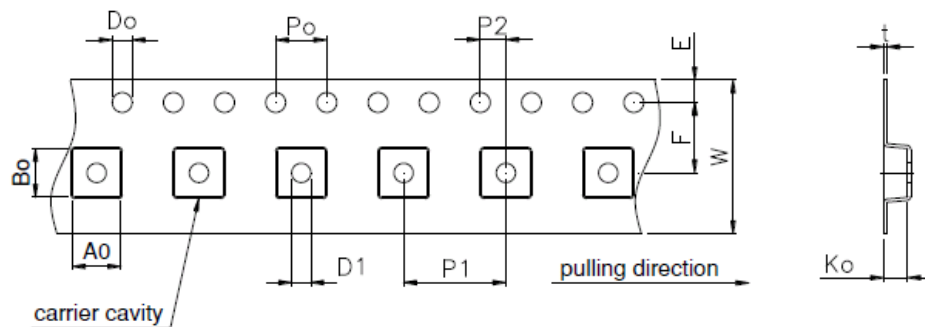 Do
Po
P2
E
t
F
W
Bo
A0
D1
P1
pulling direction
Ko
carrier cavity